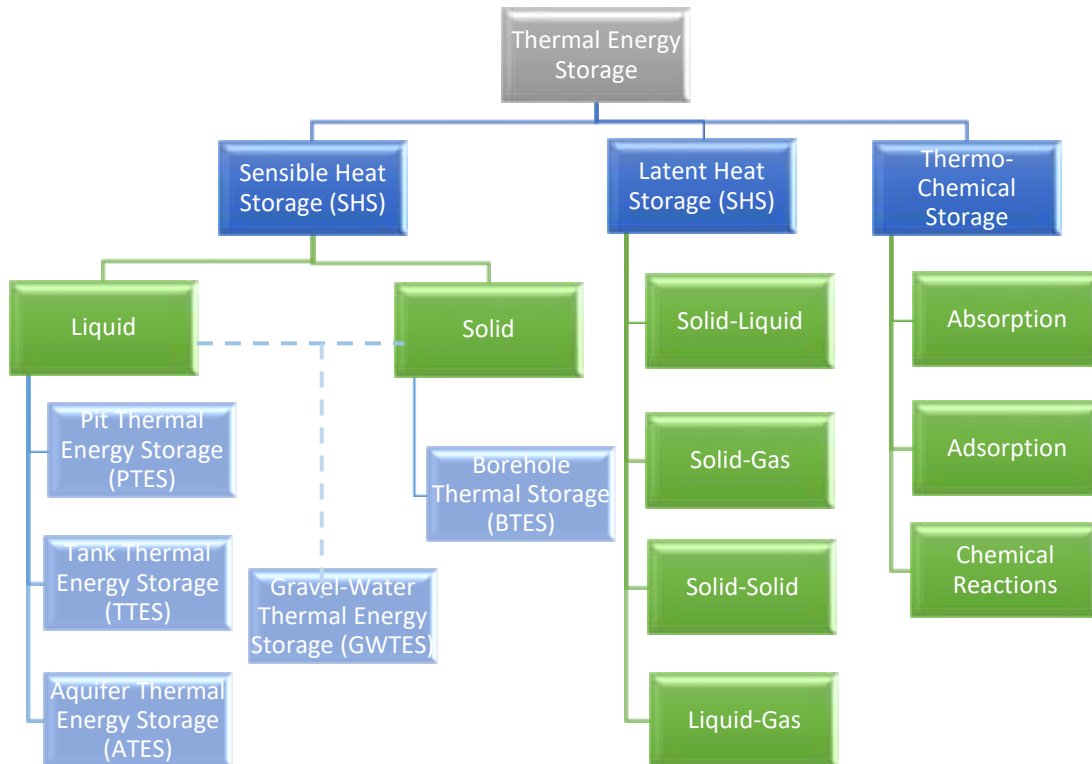 Thermal Energy
Storage
Sensible Heat
Storage (SHS)
Latent Heat
Storage (SHS)
Thermo-
Chemical
Storage
Liquid
Solid
Pit Thermal
Energy Storage
(PTES)
Tank Thermal
Energy Storage
(TTES)
Aquifer Thermal
Energy Storage
(ATES)
Gravel-Water
Thermal Energy
Storage (GWTES)
Borehole
Thermal Storage
(BTES)
Solid-Liquid
Solid-Gas
Solid-Solid
Liquid-Gas
Absorption
Adsorption
Chemical
Reactions